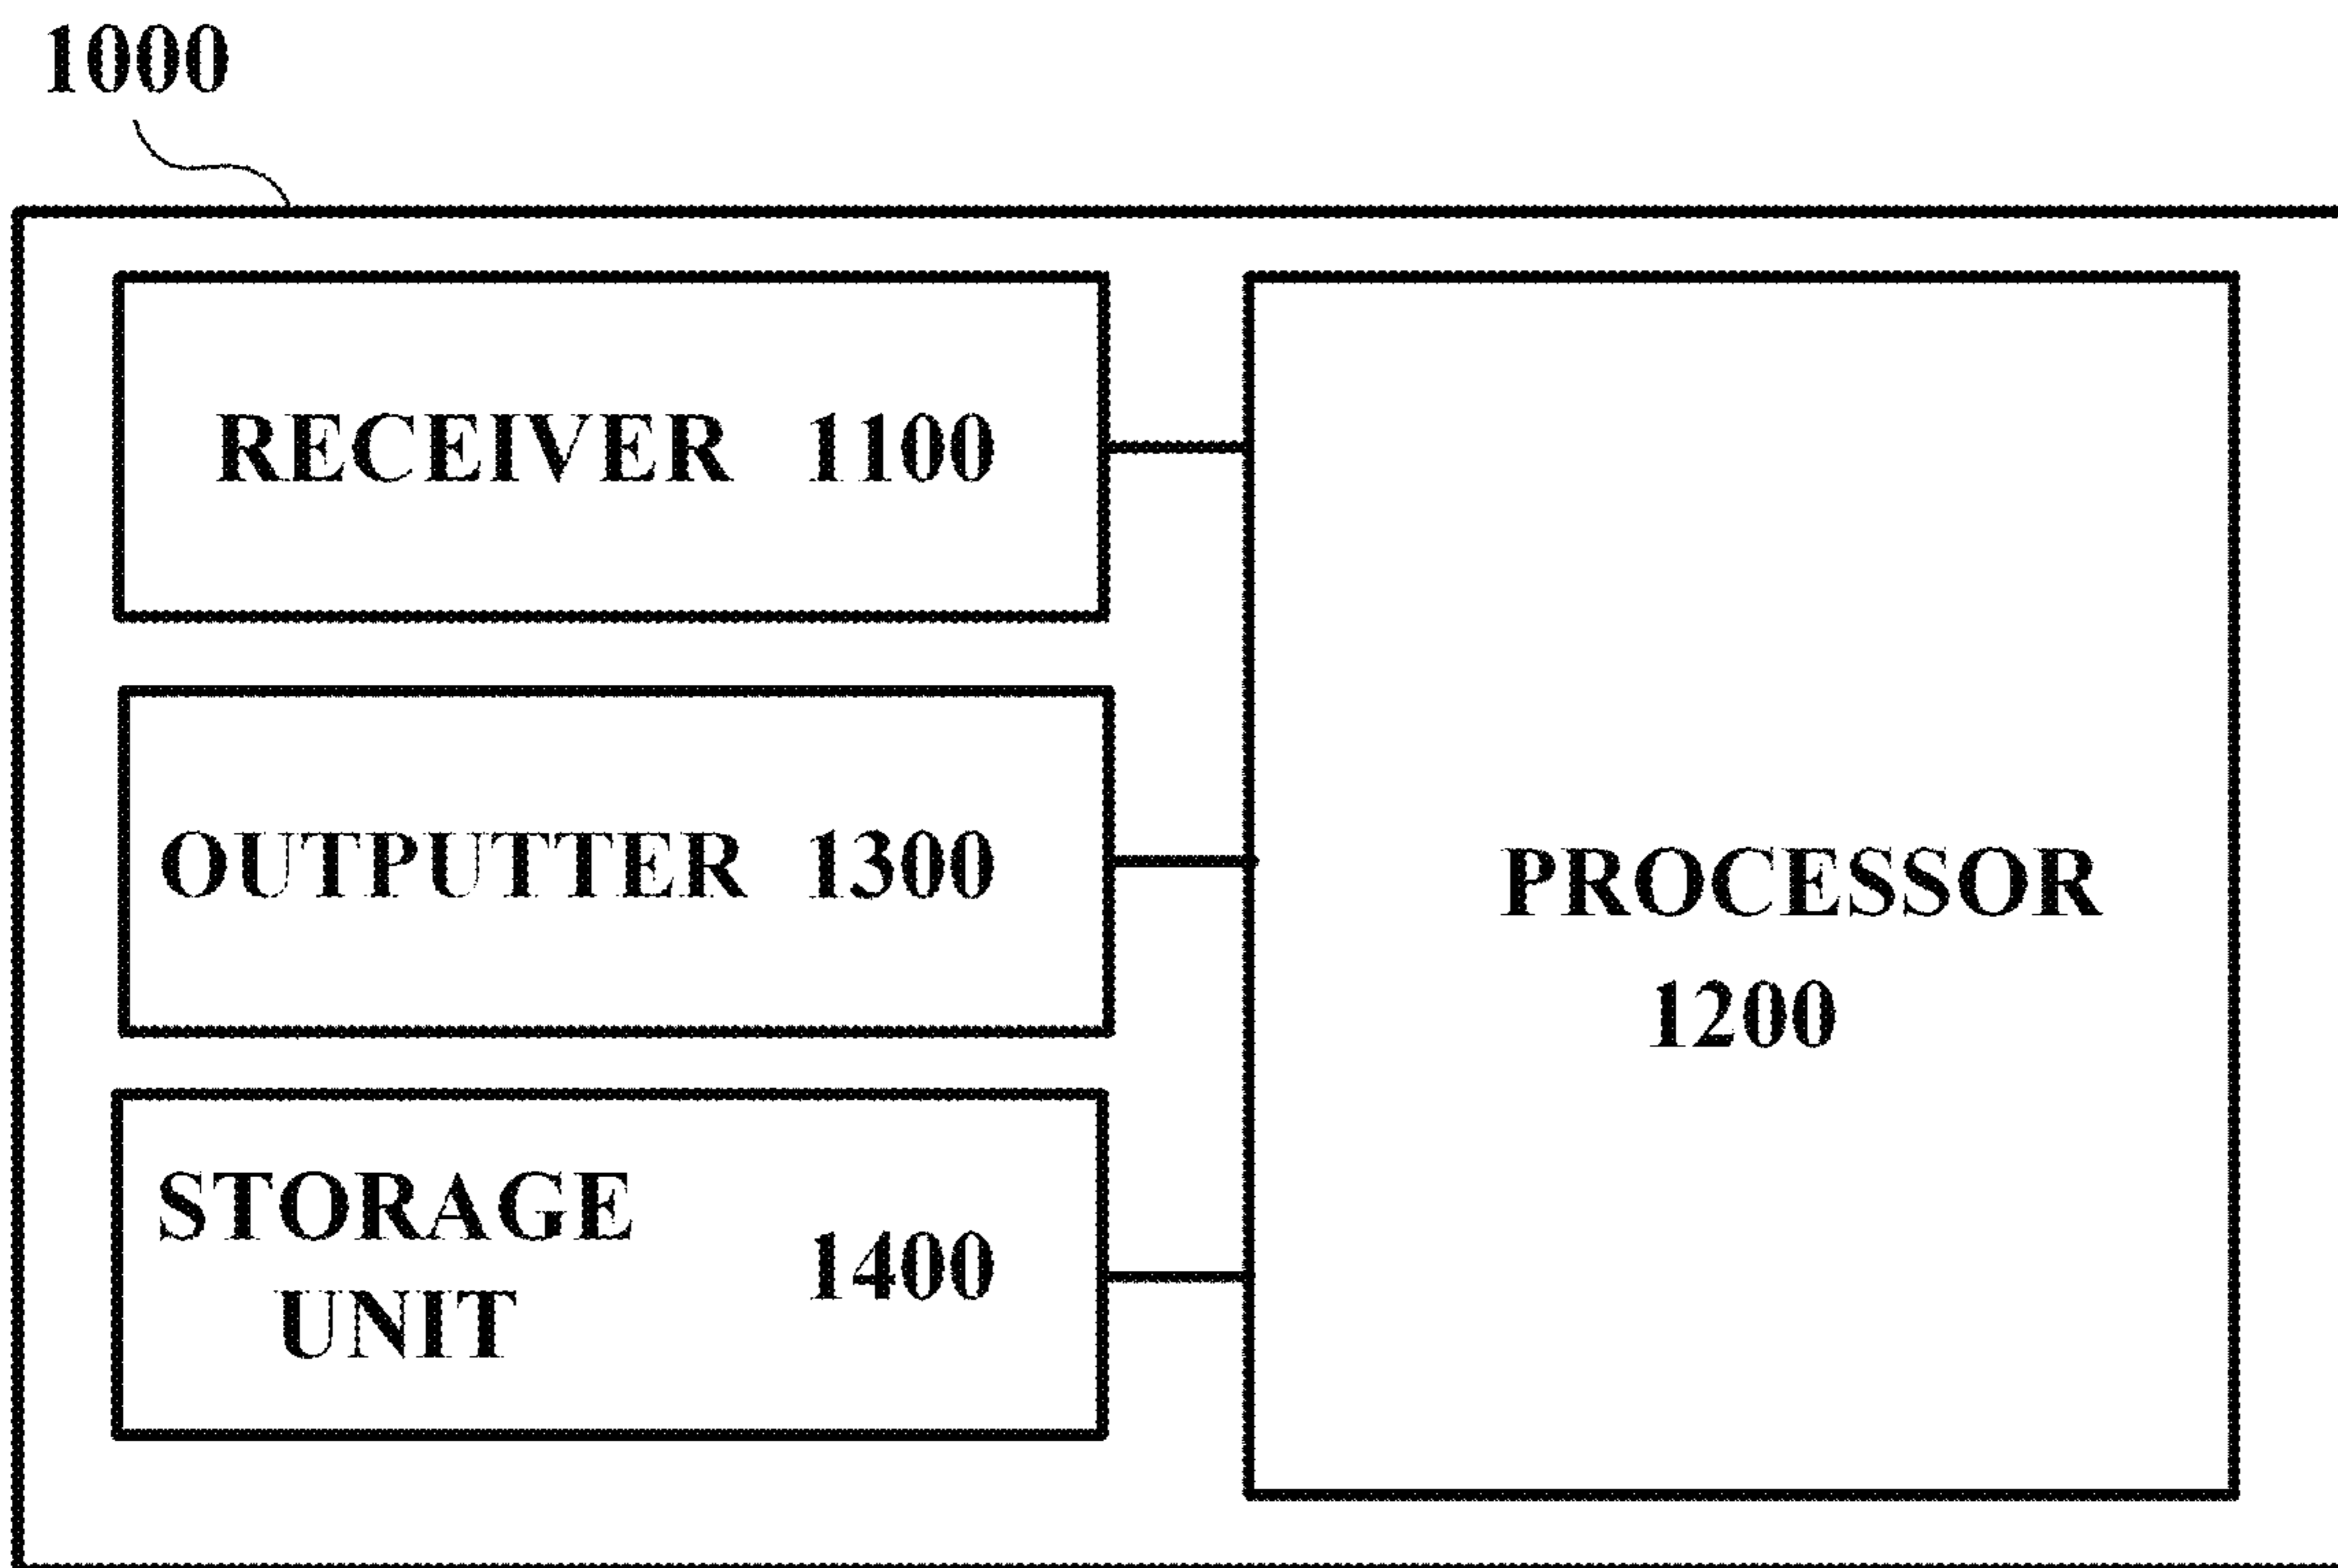 1000
RECEIVER 1100
OUTPUTTER 1300
STORAGE
UNIT
1400
PROCESSOR
1200